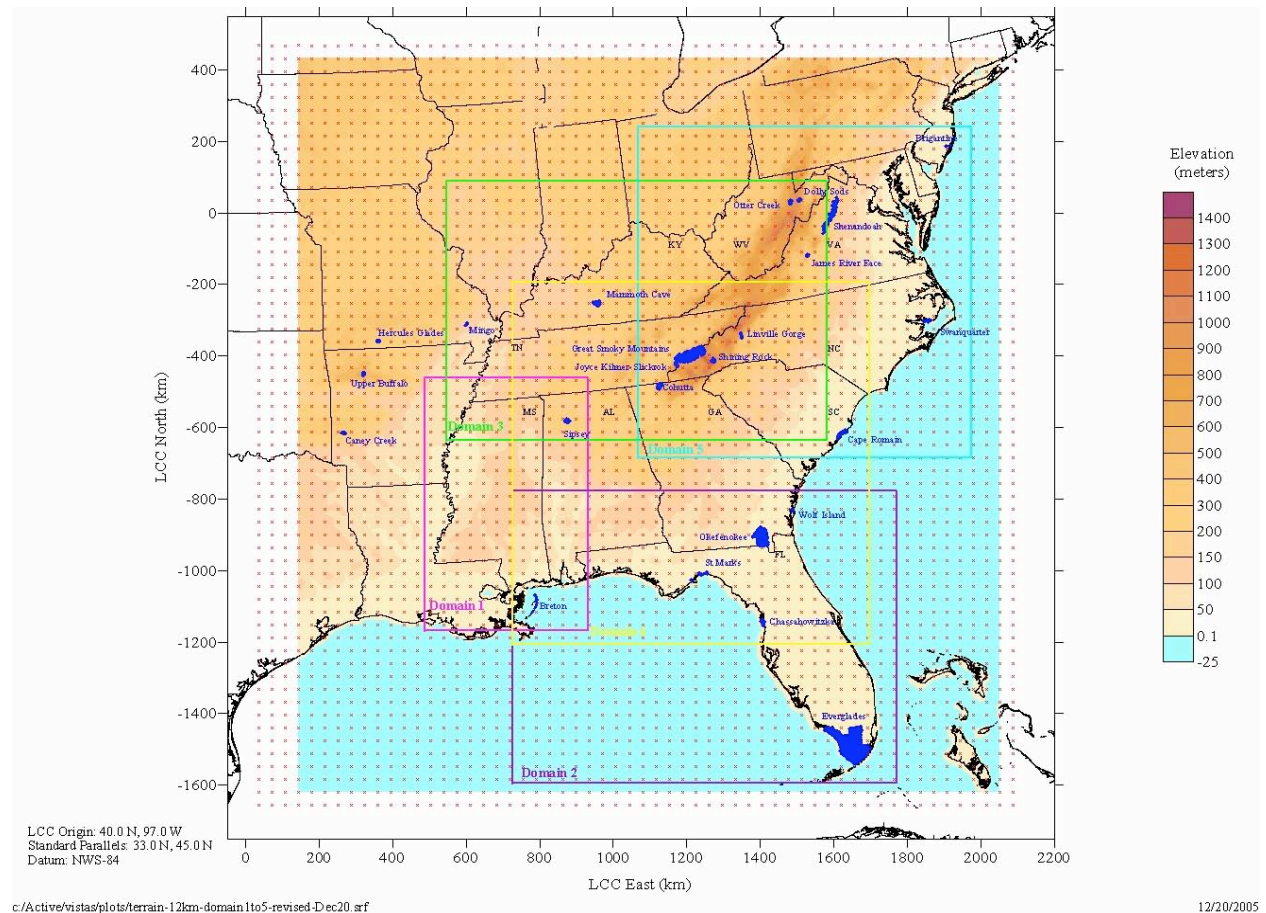 400
200
0
-200
-400
-600
-800
-1000
-1200
-1400
-1600
LCC North (km)
0
200
400
600
800
1000
1200
1400
1600
1800
2000
2200
LCC East (km)
Elevation
(meters)
1400
1300
1200
1100
1000
900
800
700
600
500
400
300
200
150
100
50
0.1
-25
Brigantine
Dolly Sods
Otter Creek
Shenandoah
KY
WV
VA
James River Face
Mammoth Cave
Hercules Glades
Mingo
Linville Gorge
Swanquarter
TN
Great Smoky Mountains
NC
Shining Rock
Joyce Kilmer-Slickrock
Upper Buffalo
Cohutta
MS
AL
GA
SC
Domain 3
Sipsey
Caney Creek
Cape Romain
Domain 5
Wolf Island
Okefenokee
FL
St Marks
Domain 1
Breton
Chassahowitzka
Everglades
Domain 2
LCC Origin: 40.0 N, 97.0 W
Standard Parallels: 33.0 N, 45.0 N
Datum: NWS-84
c:/Active/vistas/plots/terrain-12km-domain1to5-revised-Dec20.srf
12/20/2005